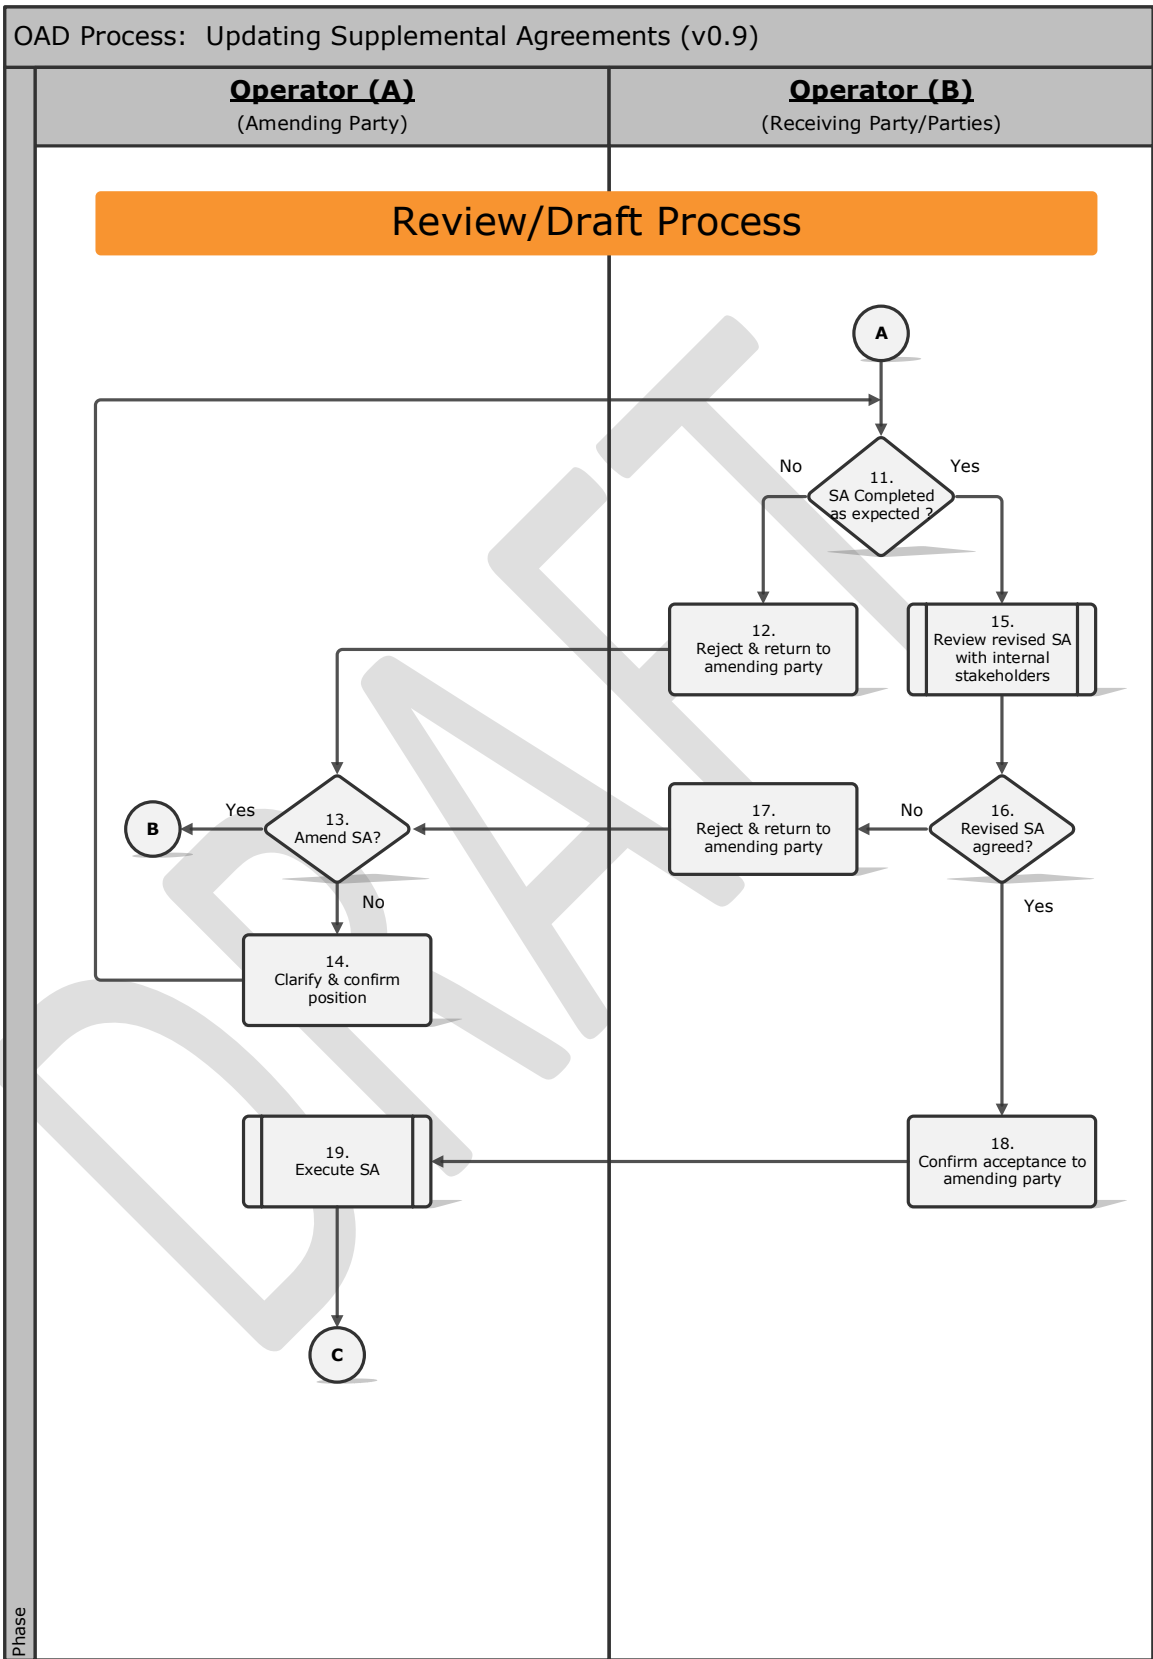 OAD Process: Updating Supplemental Agreements (v0.9)
Operator (A)
(Amending Party)
Operator (B)
(Receiving Party/Parties)
Review/Draft Process
A
No
Yes
11.
SA Completed
as expected ?
12.
Reject & return to
amending party
15.
Review revised SA
with internal
stakeholders
B
Yes
13.
Amend SA?
17.
Reject & return to
amending party
No
16.
Revised SA
agreed?
No
Yes
14.
Clarify & confirm
position
19.
Execute SA
18.
Confirm acceptance to
amending party
C
Phase
DRAFT